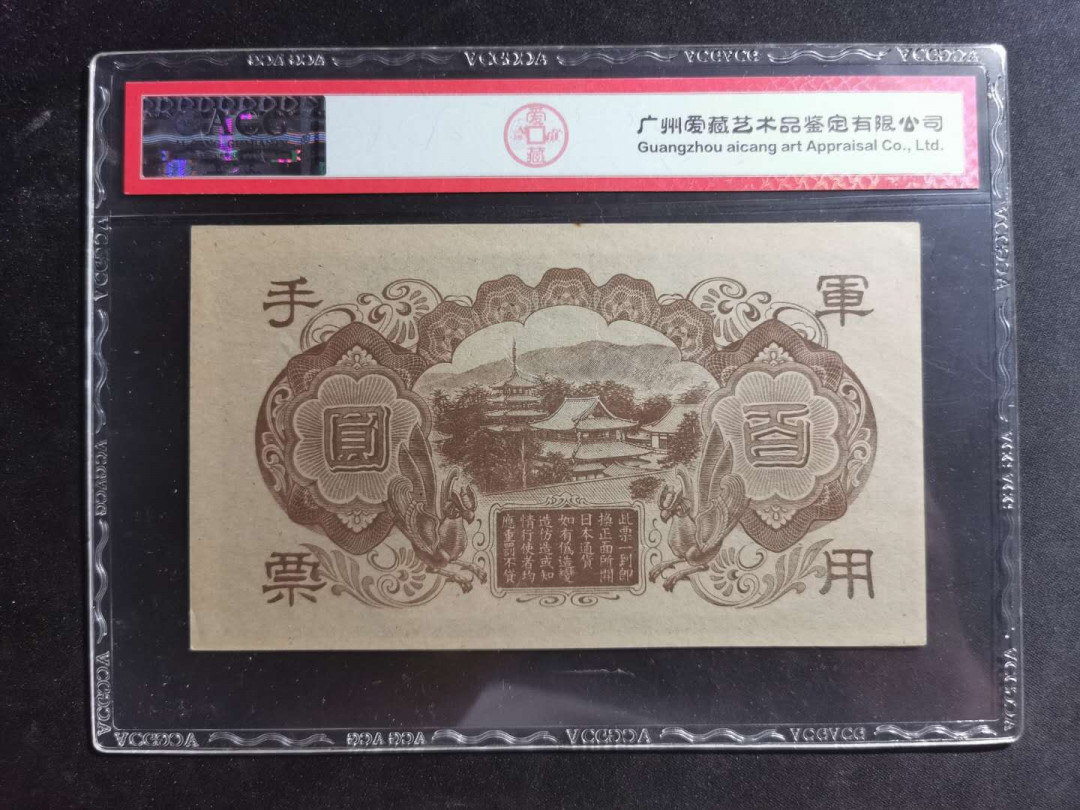 ACG
爱藏
广州爱藏艺术品鉴定有限公司
Guangzhou aicang art Appraisal Co., Ltd.
軍用手票
百圓
此票一到即
換正面所開
日本通貨
如有偽造變
造仿造或知
情行使者均
應重罰不貸